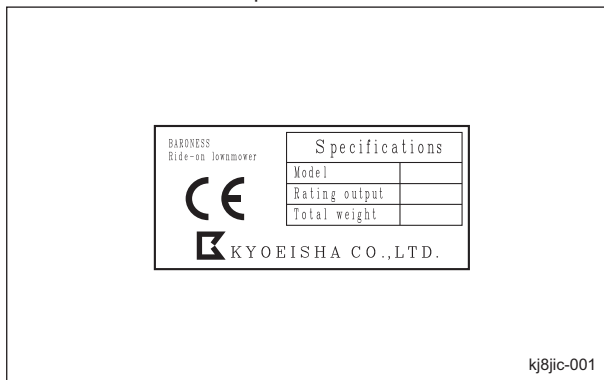 BARONESS
Ride-on lownmower
Specifications
Model
Rating output
Total weight
CE
KYOEISHA CO.,LTD.
kj8jic-001